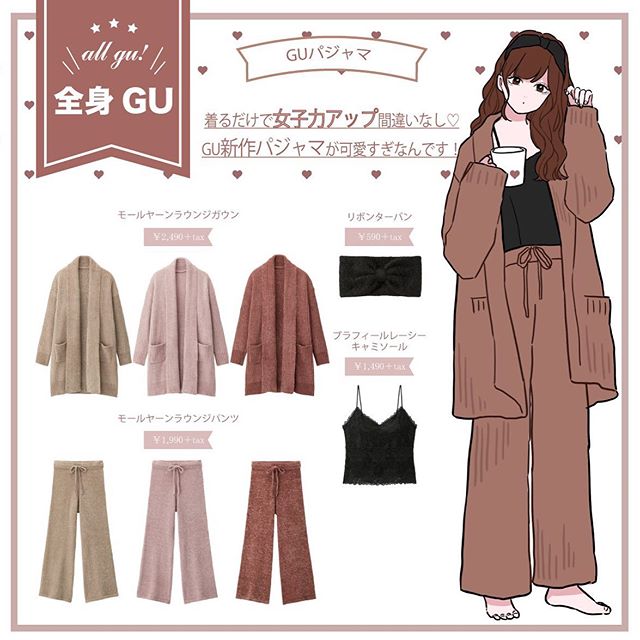 all gu!
全身 GU
GUパジャマ
着るだけで女子力アップ間違いなし♡
GU新作パジャマが可愛すぎなんです！
モールヤーンラウンジガウン
￥2,490＋tax
リボンターバン
￥590＋tax
ブラフィールレーシー
キャミソール
￥1,490＋tax
モールヤーンラウンジパンツ
￥1,990＋tax